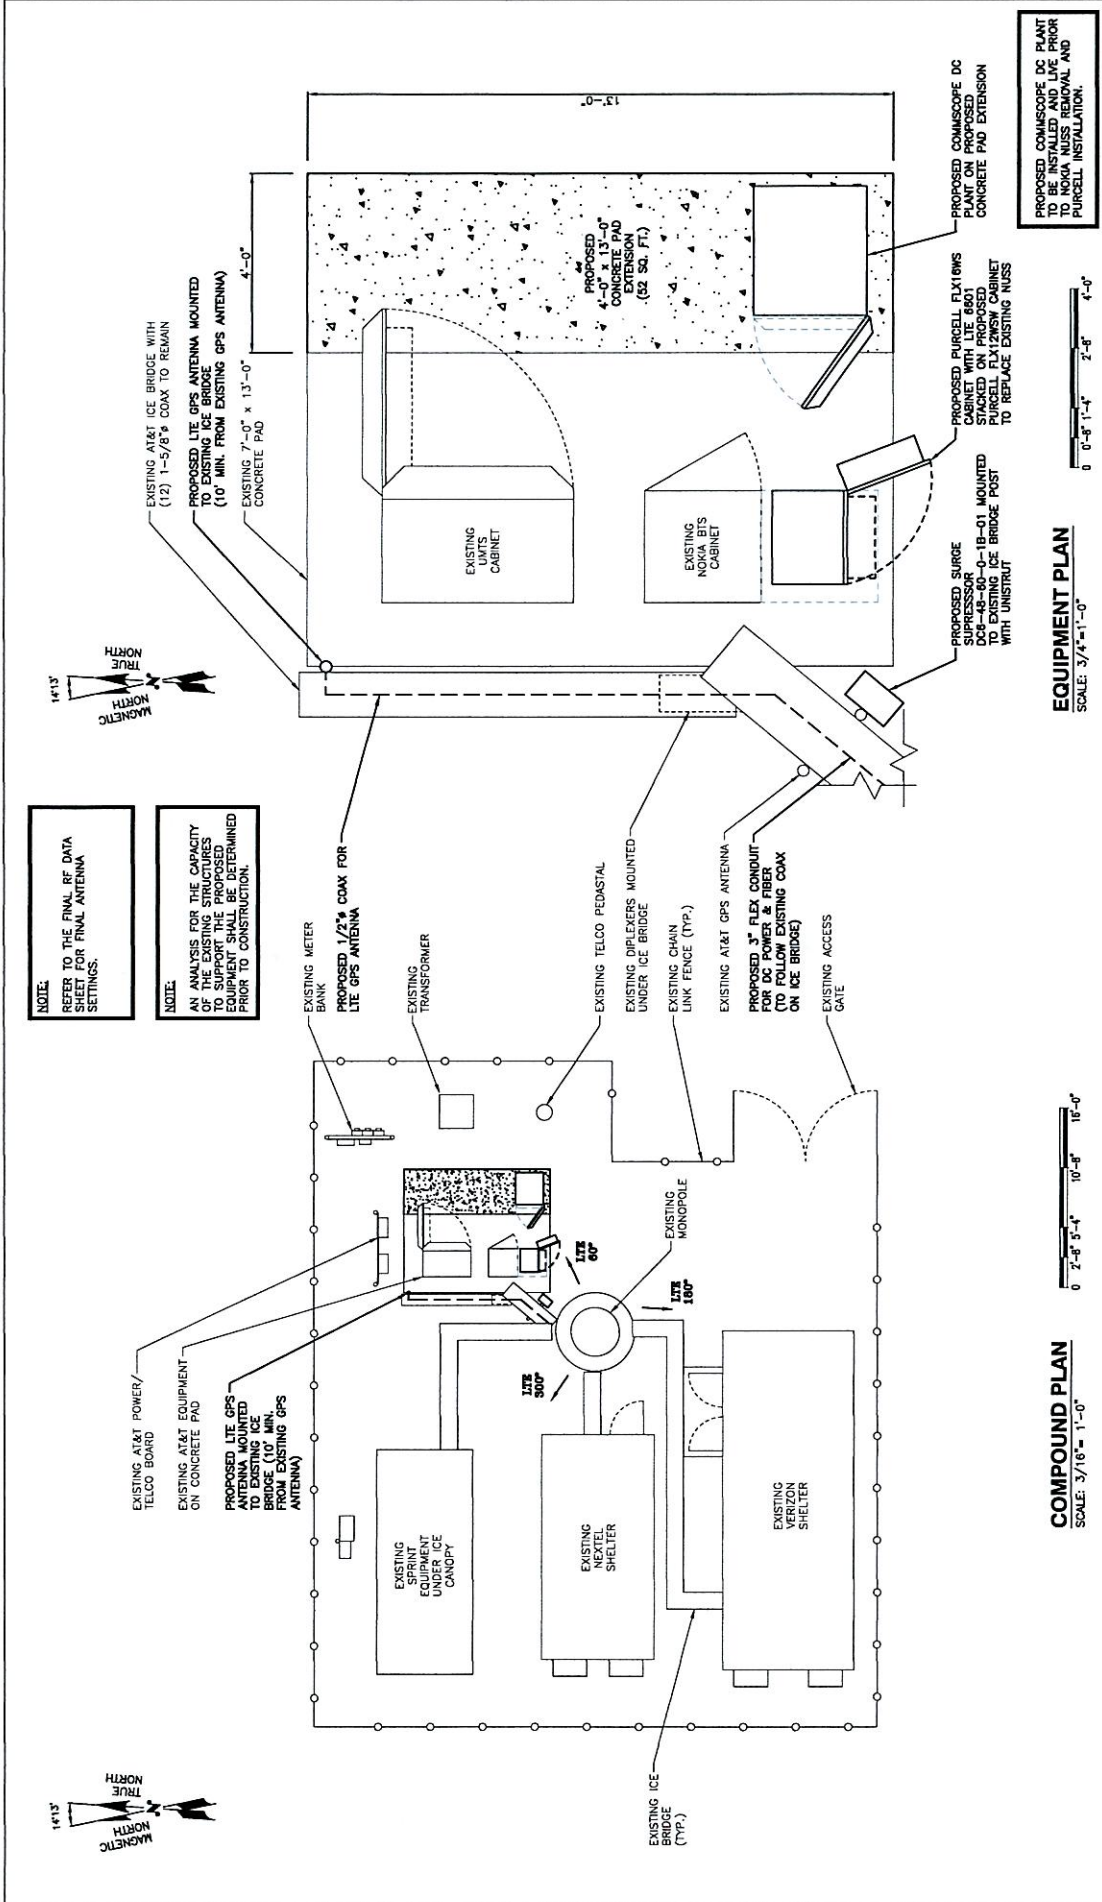 NOTE:
REFER TO THE FINAL RF DATA
SHEET FOR FINAL ANTENNA
SETTINGS.
NOTE:
AN ANALYSIS FOR THE CAPACITY
OF THE EXISTING STRUCTURES
TO SUPPORT THE PROPOSED
EQUIPMENT SHALL BE DETERMINED
PRIOR TO CONSTRUCTION.
14°13'
MAGNETIC
NORTH
TRUE
NORTH
N
EXISTING AT&T POWER/
TELCO BOARD
EXISTING AT&T EQUIPMENT
ON CONCRETE PAD
PROPOSED LTE GPS
ANTENNA MOUNTED
TO EXISTING ICE
BRIDGE (10' MIN.
FROM EXISTING GPS
ANTENNA)
EXISTING METER
BANK
PROPOSED 1/2"ø COAX FOR
LTE GPS ANTENNA
EXISTING
TRANSFORMER
EXISTING TELCO PEDASTAL
EXISTING DIPLEXERS MOUNTED
UNDER ICE BRIDGE
EXISTING CHAIN
LINK FENCE (TYP.)
EXISTING AT&T GPS ANTENNA
PROPOSED 3" FLEX CONDUIT
FOR DC POWER & FIBER
(TO FOLLOW EXISTING COAX
ON ICE BRIDGE)
EXISTING ACCESS
GATE
EXISTING
SPRINT
EQUIPMENT
UNDER ICE
CANOPY
EXISTING
NEXTEL
SHELTER
EXISTING
VERIZON
SHELTER
EXISTING
MONOPOLE
LTE
60°
LTE
180°
LTE
300°
EXISTING ICE
BRIDGE
(TYP.)
COMPOUND PLAN
SCALE: 3/16"= 1'-0"
0 2'-8" 5'-4" 10'-8" 16'-0"
14°13'
MAGNETIC
NORTH
TRUE
NORTH
N
EXISTING AT&T ICE BRIDGE WITH
(12) 1-5/8"ø COAX TO REMAIN
PROPOSED LTE GPS ANTENNA MOUNTED
TO EXISTING ICE BRIDGE
(10' MIN. FROM EXISTING GPS ANTENNA)
EXISTING 7'-0" x 13'-0"
CONCRETE PAD
4'-0"
13'-0"
EXISTING
UMTS
CABINET
EXISTING
NOKIA BTS
CABINET
PROPOSED
4'-0" x 13'-0"
CONCRETE PAD
EXTENSION
(52 SQ. FT.)
PROPOSED SURGE
SUPRESSOR
DC6-48-60-0-1B-01 MOUNTED
TO EXISTING ICE BRIDGE POST
WITH UNISTRUT
PROPOSED PURCELL FLX16WS
CABINET WITH LTE 6601
STACKED ON PROPOSED
PURCELL FLX12WSW CABINET
TO REPLACE EXISTING NUSS
PROPOSED COMMSCOPE DC
PLANT ON PROPOSED
CONCRETE PAD EXTENSION
PROPOSED COMMSCOPE DC PLANT
TO BE INSTALLED AND LIVE PRIOR
TO NOKIA NUSS REMOVAL AND
PURCELL INSTALLATION.
EQUIPMENT PLAN
SCALE: 3/4"=1'-0"
0 0'-8" 1'-4" 2'-8" 4'-0"